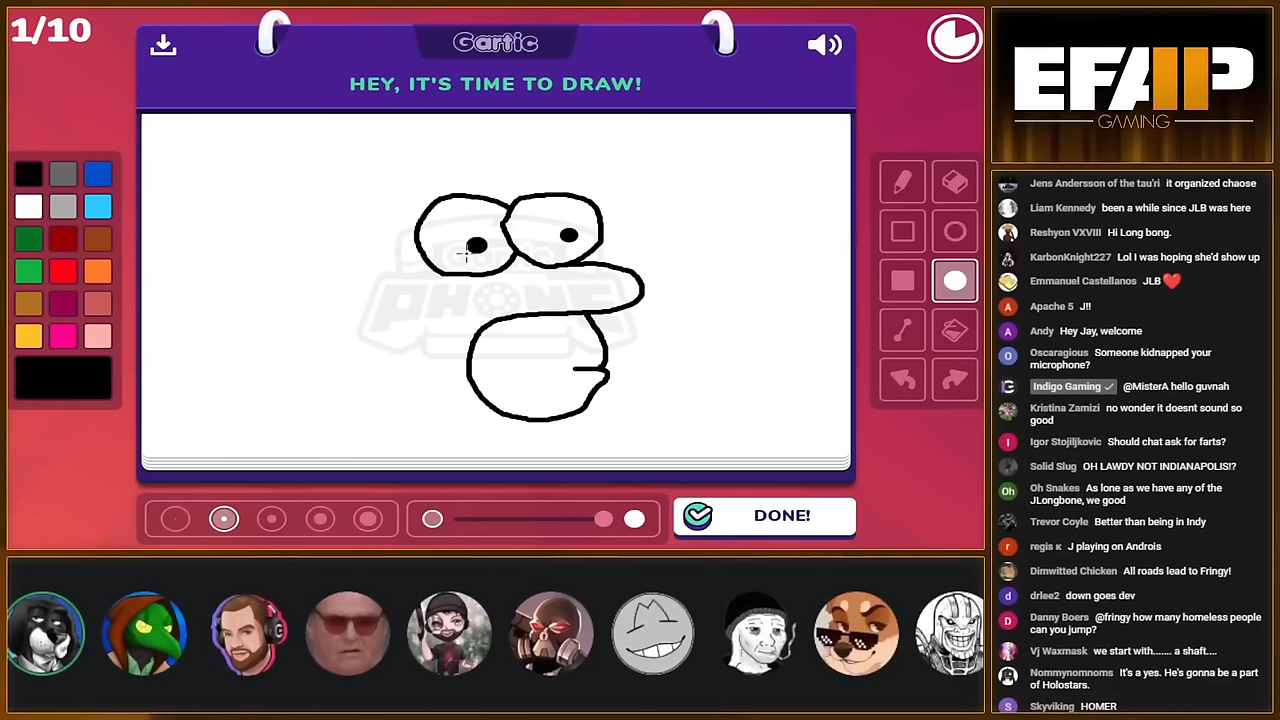 1/10
Gartic
HEY, IT'S TIME TO DRAW!
PHONE
DONE!
EFAP
GAMING
Jens Andersson of the tau'ri it organized chaose
Liam Kennedy been a while since JLB was here
Reshyon VXVIII Hi Long bong.
KarbonKnight227 Lol I was hoping she'd show up
Emmanuel Castellanos JLB❤️
Apache 5 J!!
Andy Hey Jay, welcome
Oscaragious Someone kidnapped your
microphone?
Indigo Gaming ✓ @MisterA hello guvnah
Kristina Zamizi no wonder it doesnt sound so
good
Igor Stojiljkovic Should chat ask for farts?
Solid Slug OH LAWDY NOT INDIANAPOLIS!?
Oh
Oh Snakes As lone as we have any of the
JLongbone, we good
Trevor Coyle Better than being in Indy
regis ĸ J playing on Androis
Dimwitted Chicken All roads lead to Fringy!
drlee2 down goes dev
Danny Boers @fringy how many homeless people
can you jump?
Vj Waxmask we start with....... a shaft....
Nommynomnoms It's a yes. He's gonna be a part
of Holostars.
Skyviking HOMER